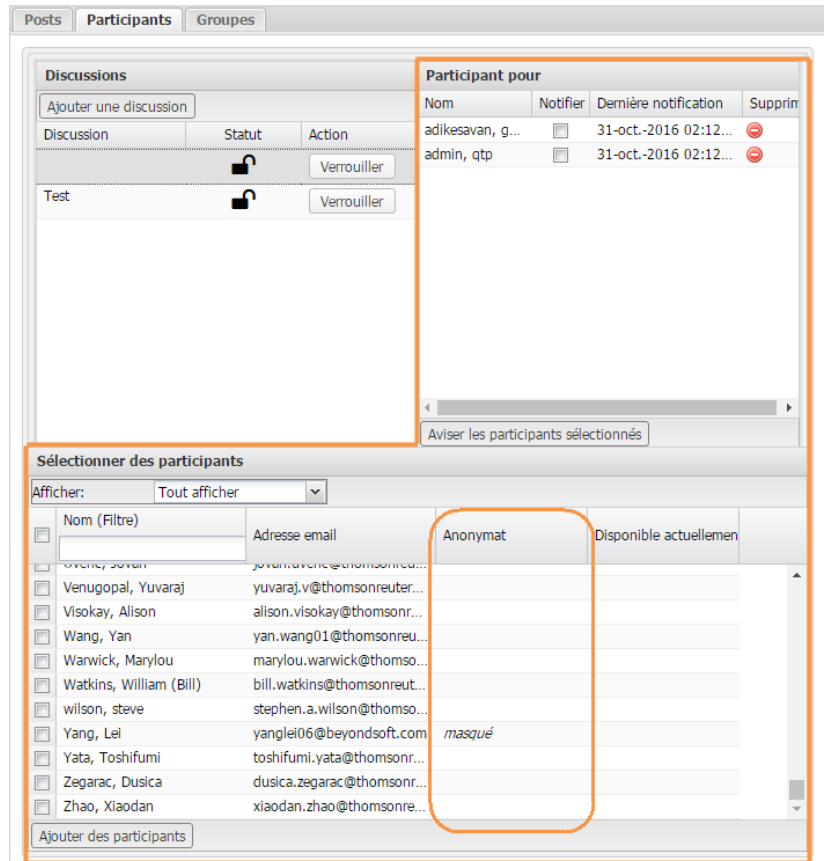 Posts Participants Groupes
Discussions
Ajouter une discussion
Discussion Statut Action
Verrouiller
Test Verrouiller
Participant pour
Nom Notifier Dernière notification Supprim
adikesavan, g... 31-oct.-2016 02:12...
admin, qtp 31-oct.-2016 02:12...
Aviser les participants sélectionnés
Sélectionner des participants
Afficher: Tout afficher
Nom (Filtre) Adresse email Anonymat Disponible actuellemen
Venugopal, Yuvaraj yuvaraj.v@thomsonreuter...
Visokay, Alison alison.visokay@thomsonr...
Wang, Yan yan.wang01@thomsonreu...
Warwick, Marylou marylou.warwick@thomso...
Watkins, William (Bill) bill.watkins@thomsonreut...
wilson, steve stephen.a.wilson@thomso...
Yang, Lei yanglei06@beyondsoft.com masqué
Yata, Toshifumi toshifumi.yata@thomsonr...
Zegarac, Dusica dusica.zegarac@thomsonr...
Zhao, Xiaodan xiaodan.zhao@thomsonre...
Ajouter des participants